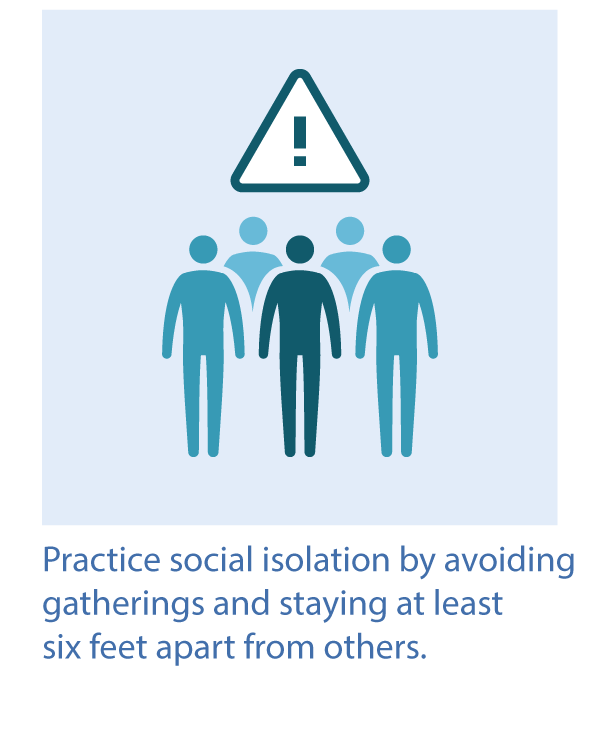 !
Practice social isolation by avoiding
gatherings and staying at least
six feet apart from others.